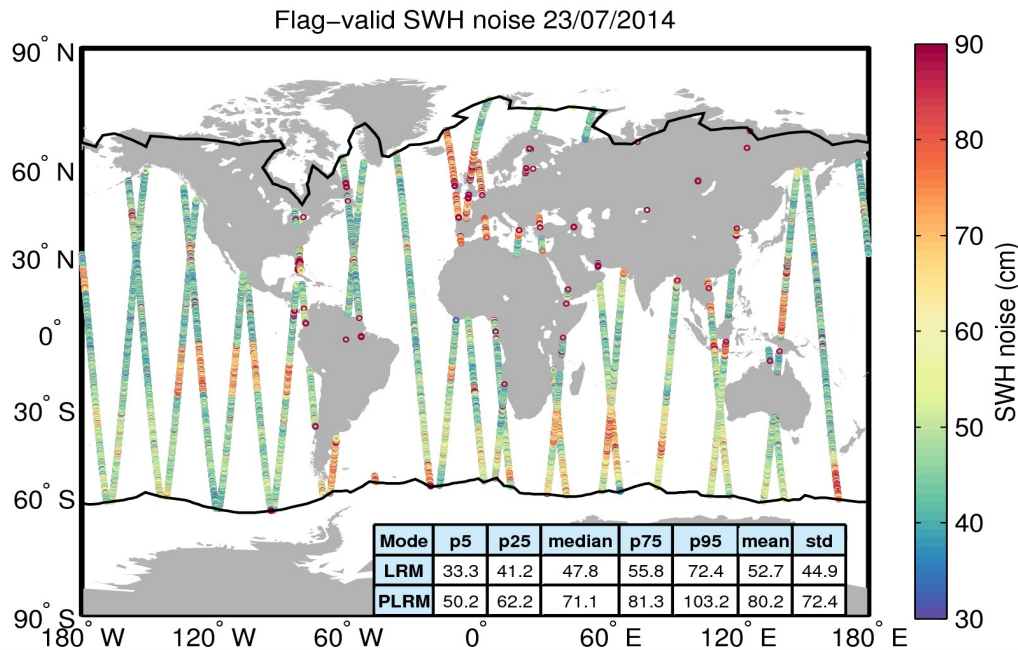 Flag−valid SWH noise 23/07/2014
90° N
60° N
30° N
0°
30° S
60° S
90° S
180° W
120° W
60° W
0°
60° E
120° E
180° E
90
80
70
60
50
40
30
SWH noise (cm)
Mode p5 p25 median p75 p95 mean std
LRM 33.3 41.2 47.8 55.8 72.4 52.7 44.9
PLRM 50.2 62.2 71.1 81.3 103.2 80.2 72.4